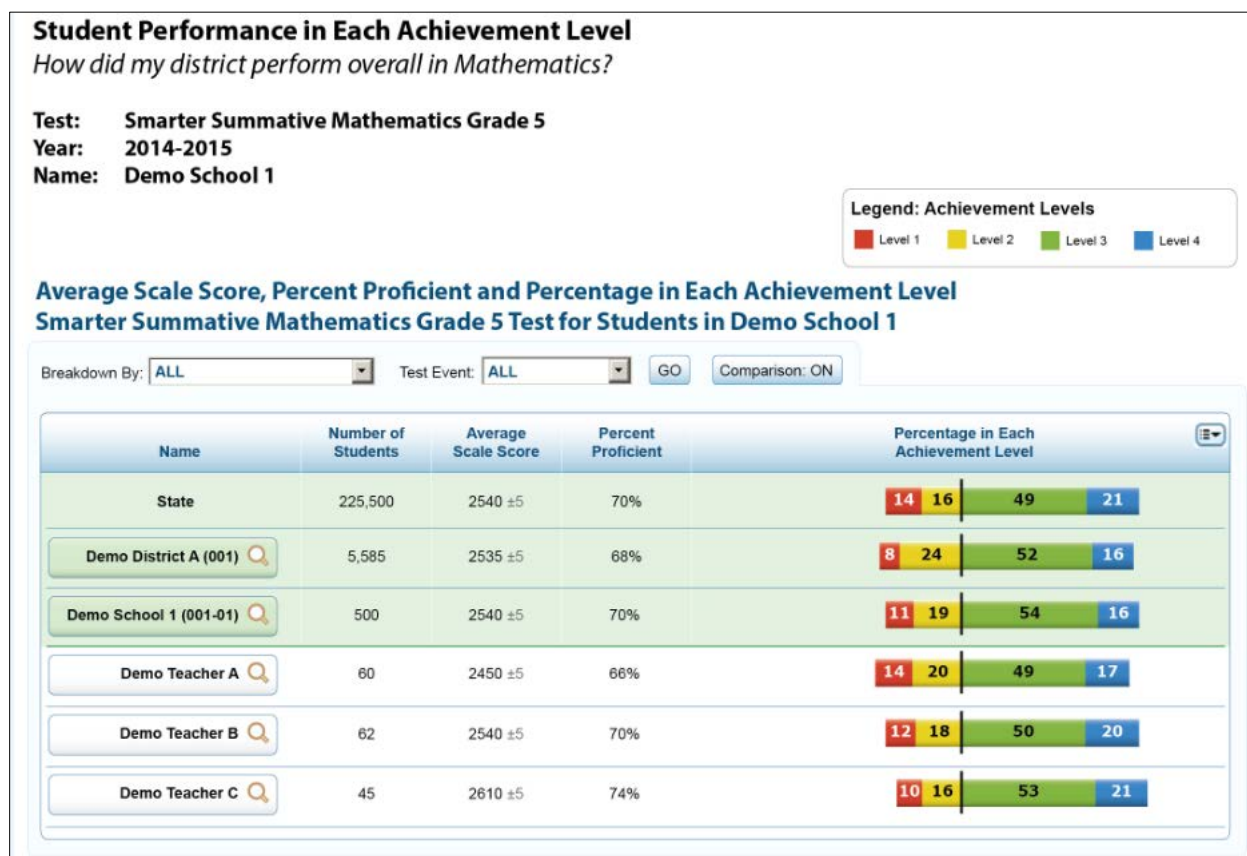 Student Performance in Each Achievement Level
How did my district perform overall in Mathematics?
Test: Smarter Summative Mathematics Grade 5
Year: 2014-2015
Name: Demo School 1
Legend: Achievement Levels
Level 1 Level 2 Level 3 Level 4
Average Scale Score, Percent Proficient and Percentage in Each Achievement Level
Smarter Summative Mathematics Grade 5 Test for Students in Demo School 1
Breakdown By: ALL Test Event: ALL GO Comparison: ON
Name Number of Students Average Scale Score Percent Proficient Percentage in Each Achievement Level
State 225,500 2540 ±5 70% 14 16 49 21
Demo District A (001) 5,585 2535 ±5 68% 8 24 52 16
Demo School 1 (001-01) 500 2540 ±5 70% 11 19 54 16
Demo Teacher A 60 2450 ±5 66% 14 20 49 17
Demo Teacher B 62 2540 ±5 70% 12 18 50 20
Demo Teacher C 45 2610 ±5 74% 10 16 53 21